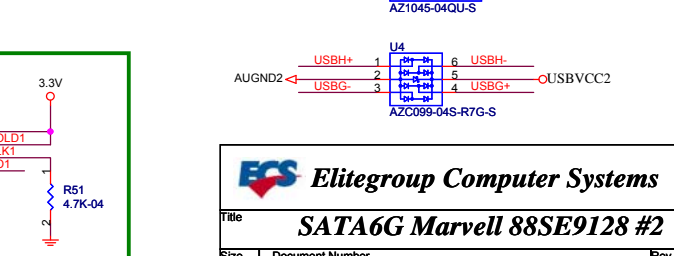 AZ1045-04QU-S
U4
USBH+ 1 6 USBH-
AUGND2 2 5 USBVCC2
USBG- 3 4 USBG+
AZC099-04S-R7G-S
3.3V
OLD1
LK1
D1
1
R51
4.7K-04
2
ECS Elitegroup Computer Systems
Title
SATA6G Marvell 88SE9128 #2
Size Document Number Rev